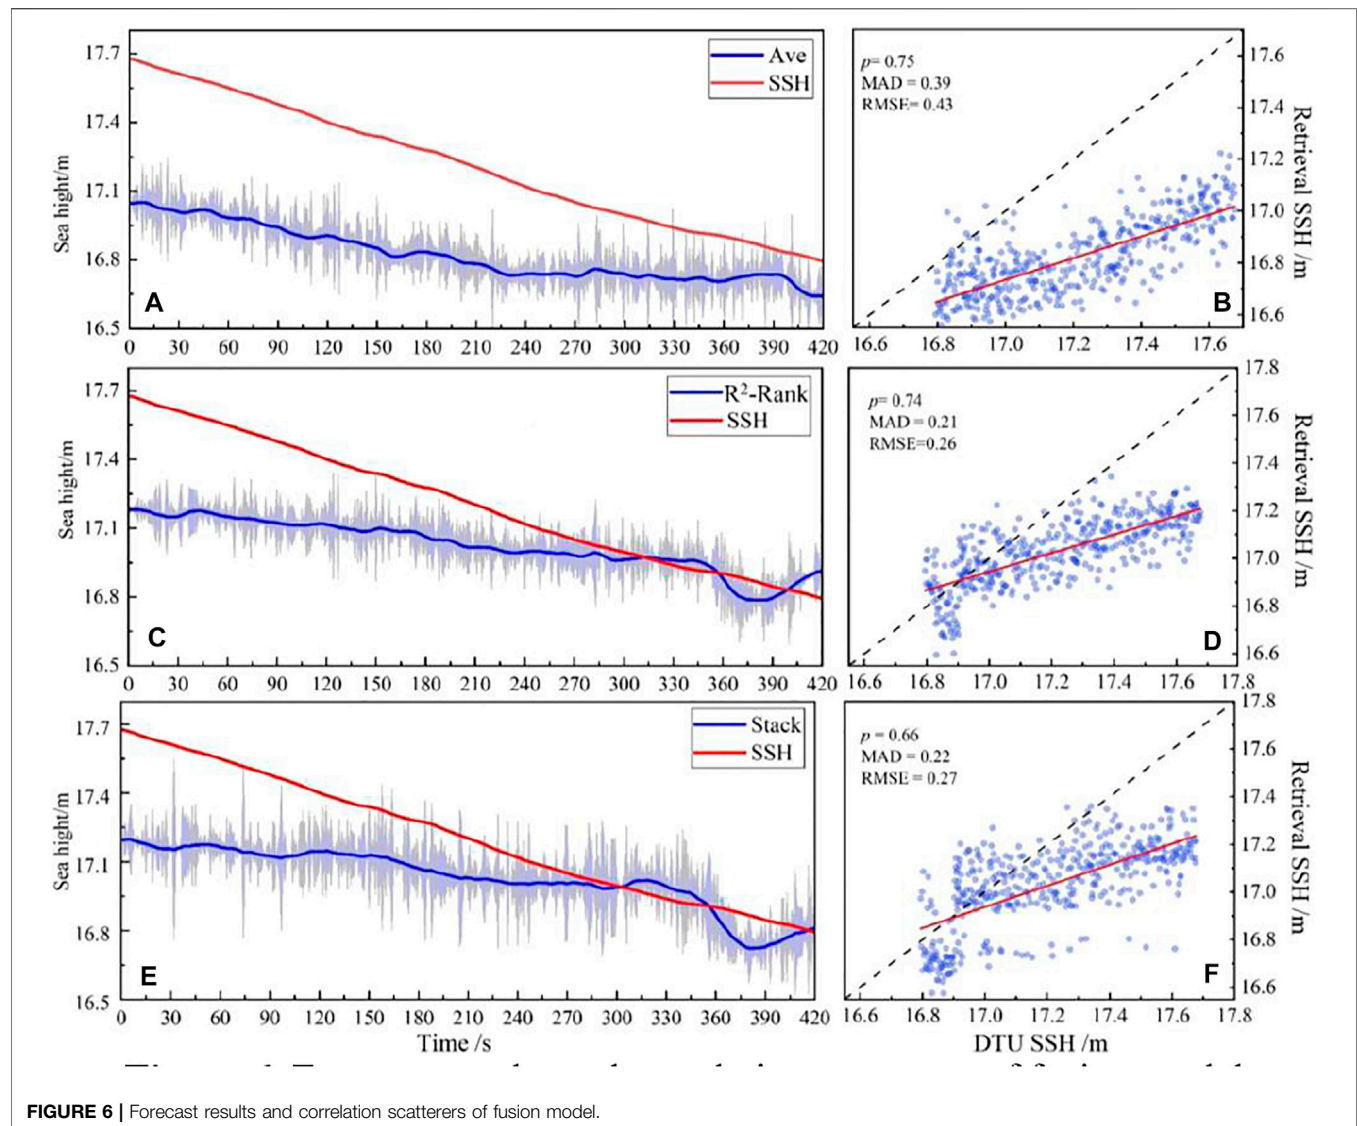 17.7
17.4
17.1
16.8
16.5
Sea hight/m
Ave
SSH
A
0 30 60 90 120 150 180 210 240 270 300 330 360 390 420
p= 0.75
MAD = 0.39
RMSE= 0.43
B
17.6
17.4
17.2
17.0
16.8
16.6
Retrieval SSH /m
16.6 16.8 17.0 17.2 17.4 17.6
17.7
17.4
17.1
16.8
16.5
Sea hight/m
R²-Rank
SSH
C
0 30 60 90 120 150 180 210 240 270 300 330 360 390 420
p= 0.74
MAD = 0.21
RMSE=0.26
D
17.8
17.6
17.4
17.2
17.0
16.8
16.6
Retrieval SSH /m
16.6 16.8 17.0 17.2 17.4 17.6 17.8
17.7
17.4
17.1
16.8
16.5
Sea hight/m
Stack
SSH
E
0 30 60 90 120 150 180 210 240 270 300 330 360 390 420
Time /s
p = 0.66
MAD = 0.22
RMSE = 0.27
F
17.8
17.6
17.4
17.2
17.0
16.8
16.6
Retrieval SSH /m
16.6 16.8 17.0 17.2 17.4 17.6 17.8
DTU SSH /m
FIGURE 6 | Forecast results and correlation scatterers of fusion model.